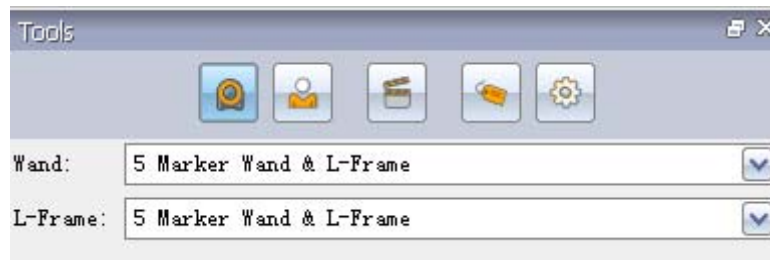 Tools
Wand: 5 Marker Wand & L-Frame
L-Frame: 5 Marker Wand & L-Frame